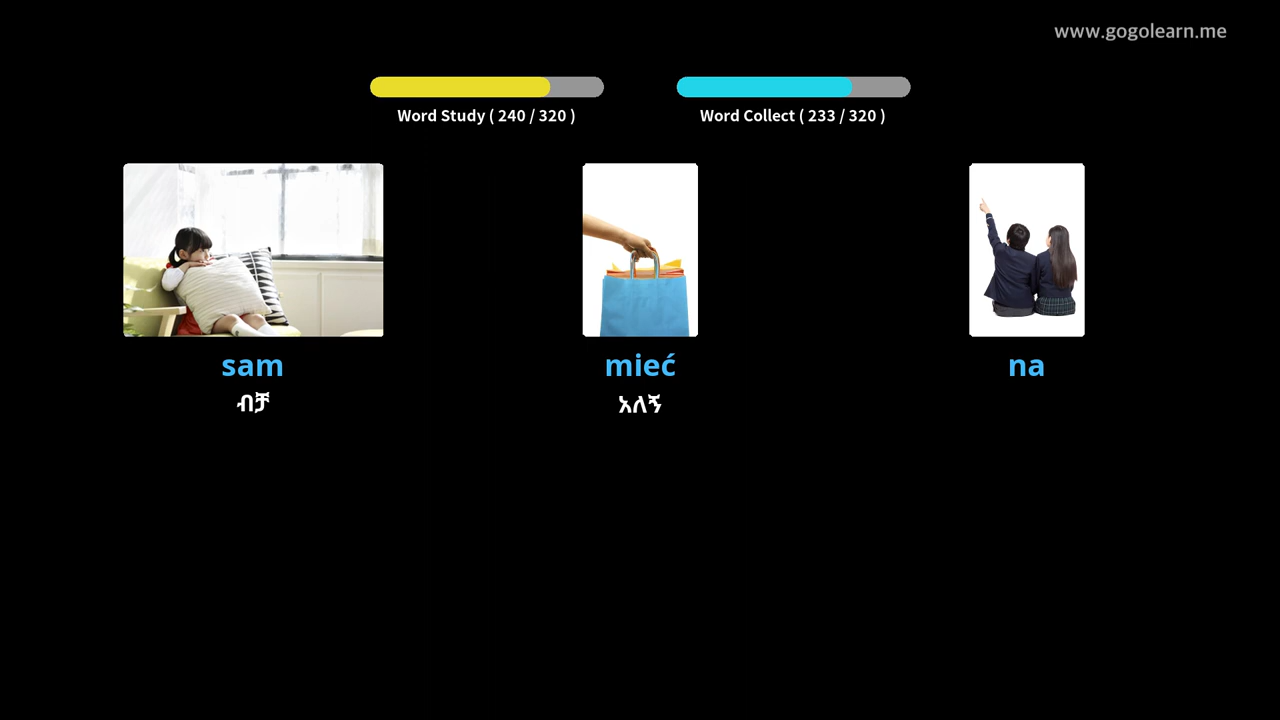 www.gogolearn.me
Word Study ( 240 / 320 )
Word Collect ( 233 / 320 )
sam
mieć
na
ብቻ
አለኝ